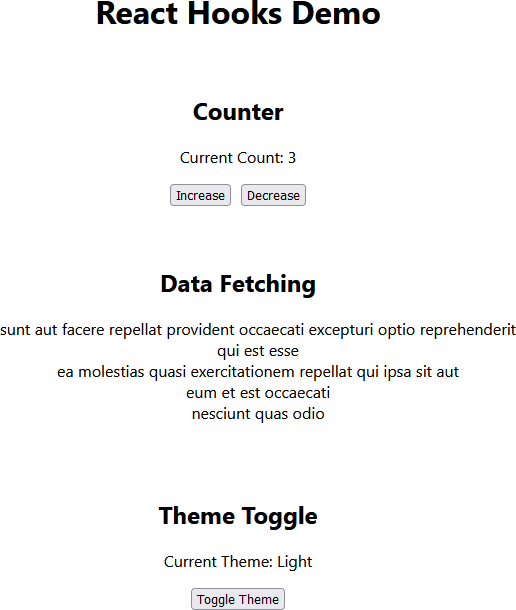 React Hooks Demo
Counter
Current Count: 3
Increase Decrease
Data Fetching
sunt aut facere repellat provident occaecati excepturi optio reprehenderit
qui est esse
ea molestias quasi exercitationem repellat qui ipsa sit aut
eum et est occaecati
nesciunt quas odio
Theme Toggle
Current Theme: Light
Toggle Theme